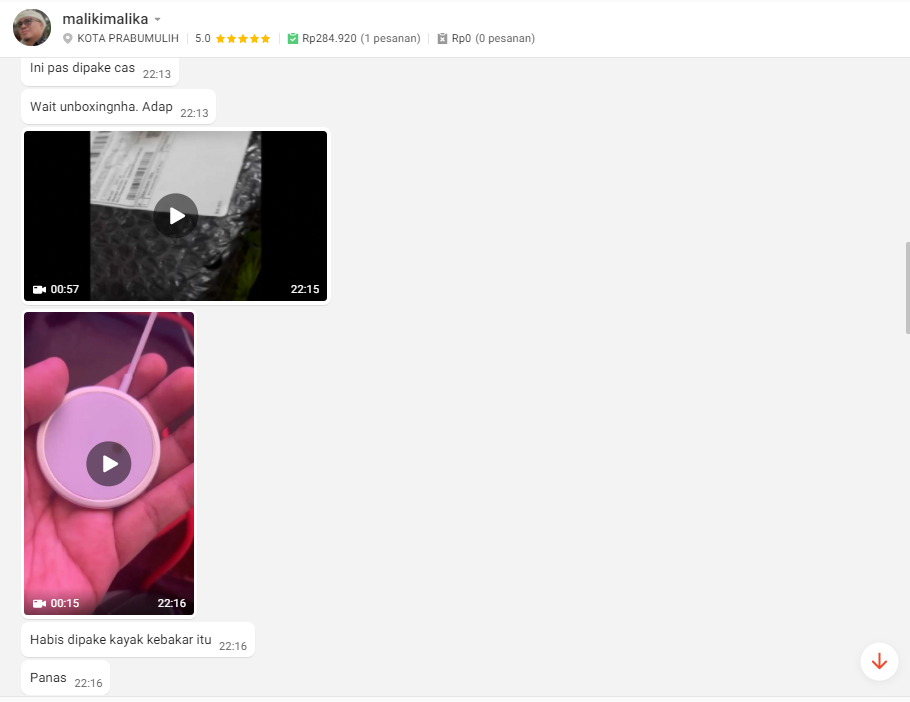 malikimalika
KOTA PRABUMULIH 5.0 Rp284.920 (1 pesanan) Rp0 (0 pesanan)
Ini pas dipake cas 22:13
Wait unboxingnha. Adap 22:13
00:57 22:15
00:15 22:16
Habis dipake kayak kebakar itu 22:16
Panas 22:16